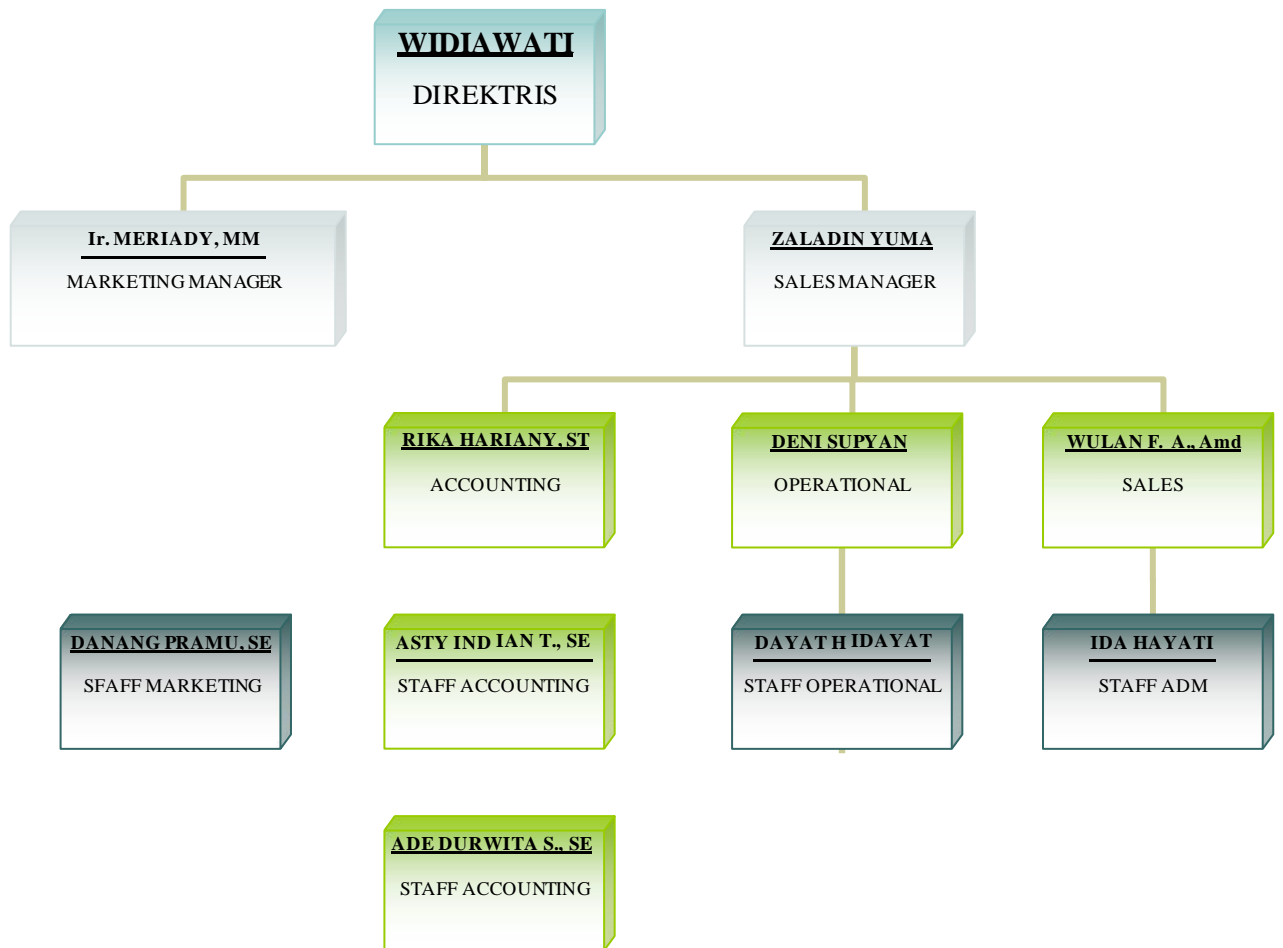 WIDIAWATI
DIREKTRIS
Ir. MERIADY, MM
MARKETING MANAGER
ZALADIN YUMA
SALES MANAGER
RIKA HARIANY, ST
ACCOUNTING
DENI SUPYAN
OPERATIONAL
WULAN F. A., Amd
SALES
DANANG PRAMU, SE
SFAFF MARKETING
ASTY IND IAN T., SE
STAFF ACCOUNTING
DAYAT H IDAYAT
STAFF OPERATIONAL
IDA HAYATI
STAFF ADM
ADE DURWITA S., SE
STAFF ACCOUNTING